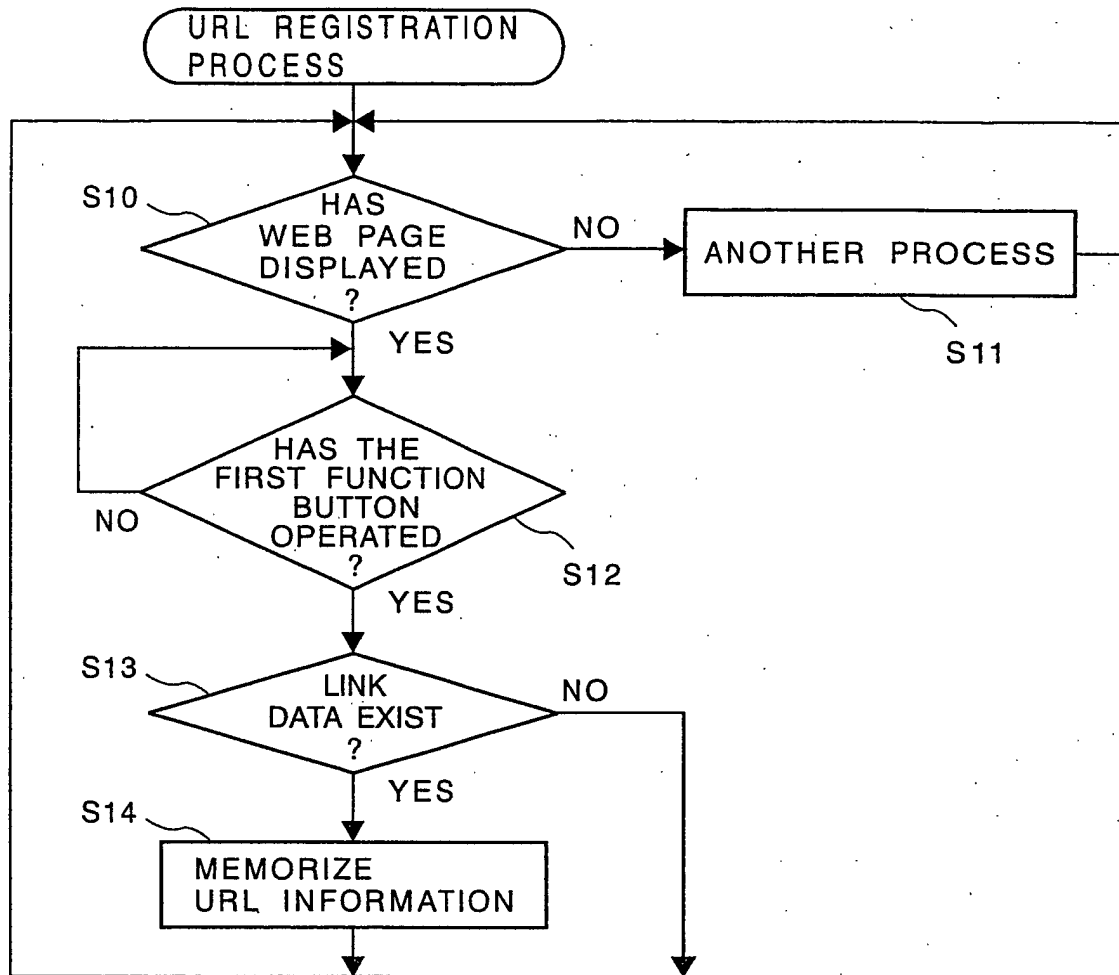 URL REGISTRATION
PROCESS
S10
HAS
WEB PAGE
DISPLAYED
?
NO
ANOTHER PROCESS
S11
YES
HAS THE
FIRST FUNCTION
BUTTON
OPERATED
?
NO
S12
YES
S13
LINK
DATA EXIST
?
NO
YES
S14
MEMORIZE
URL INFORMATION